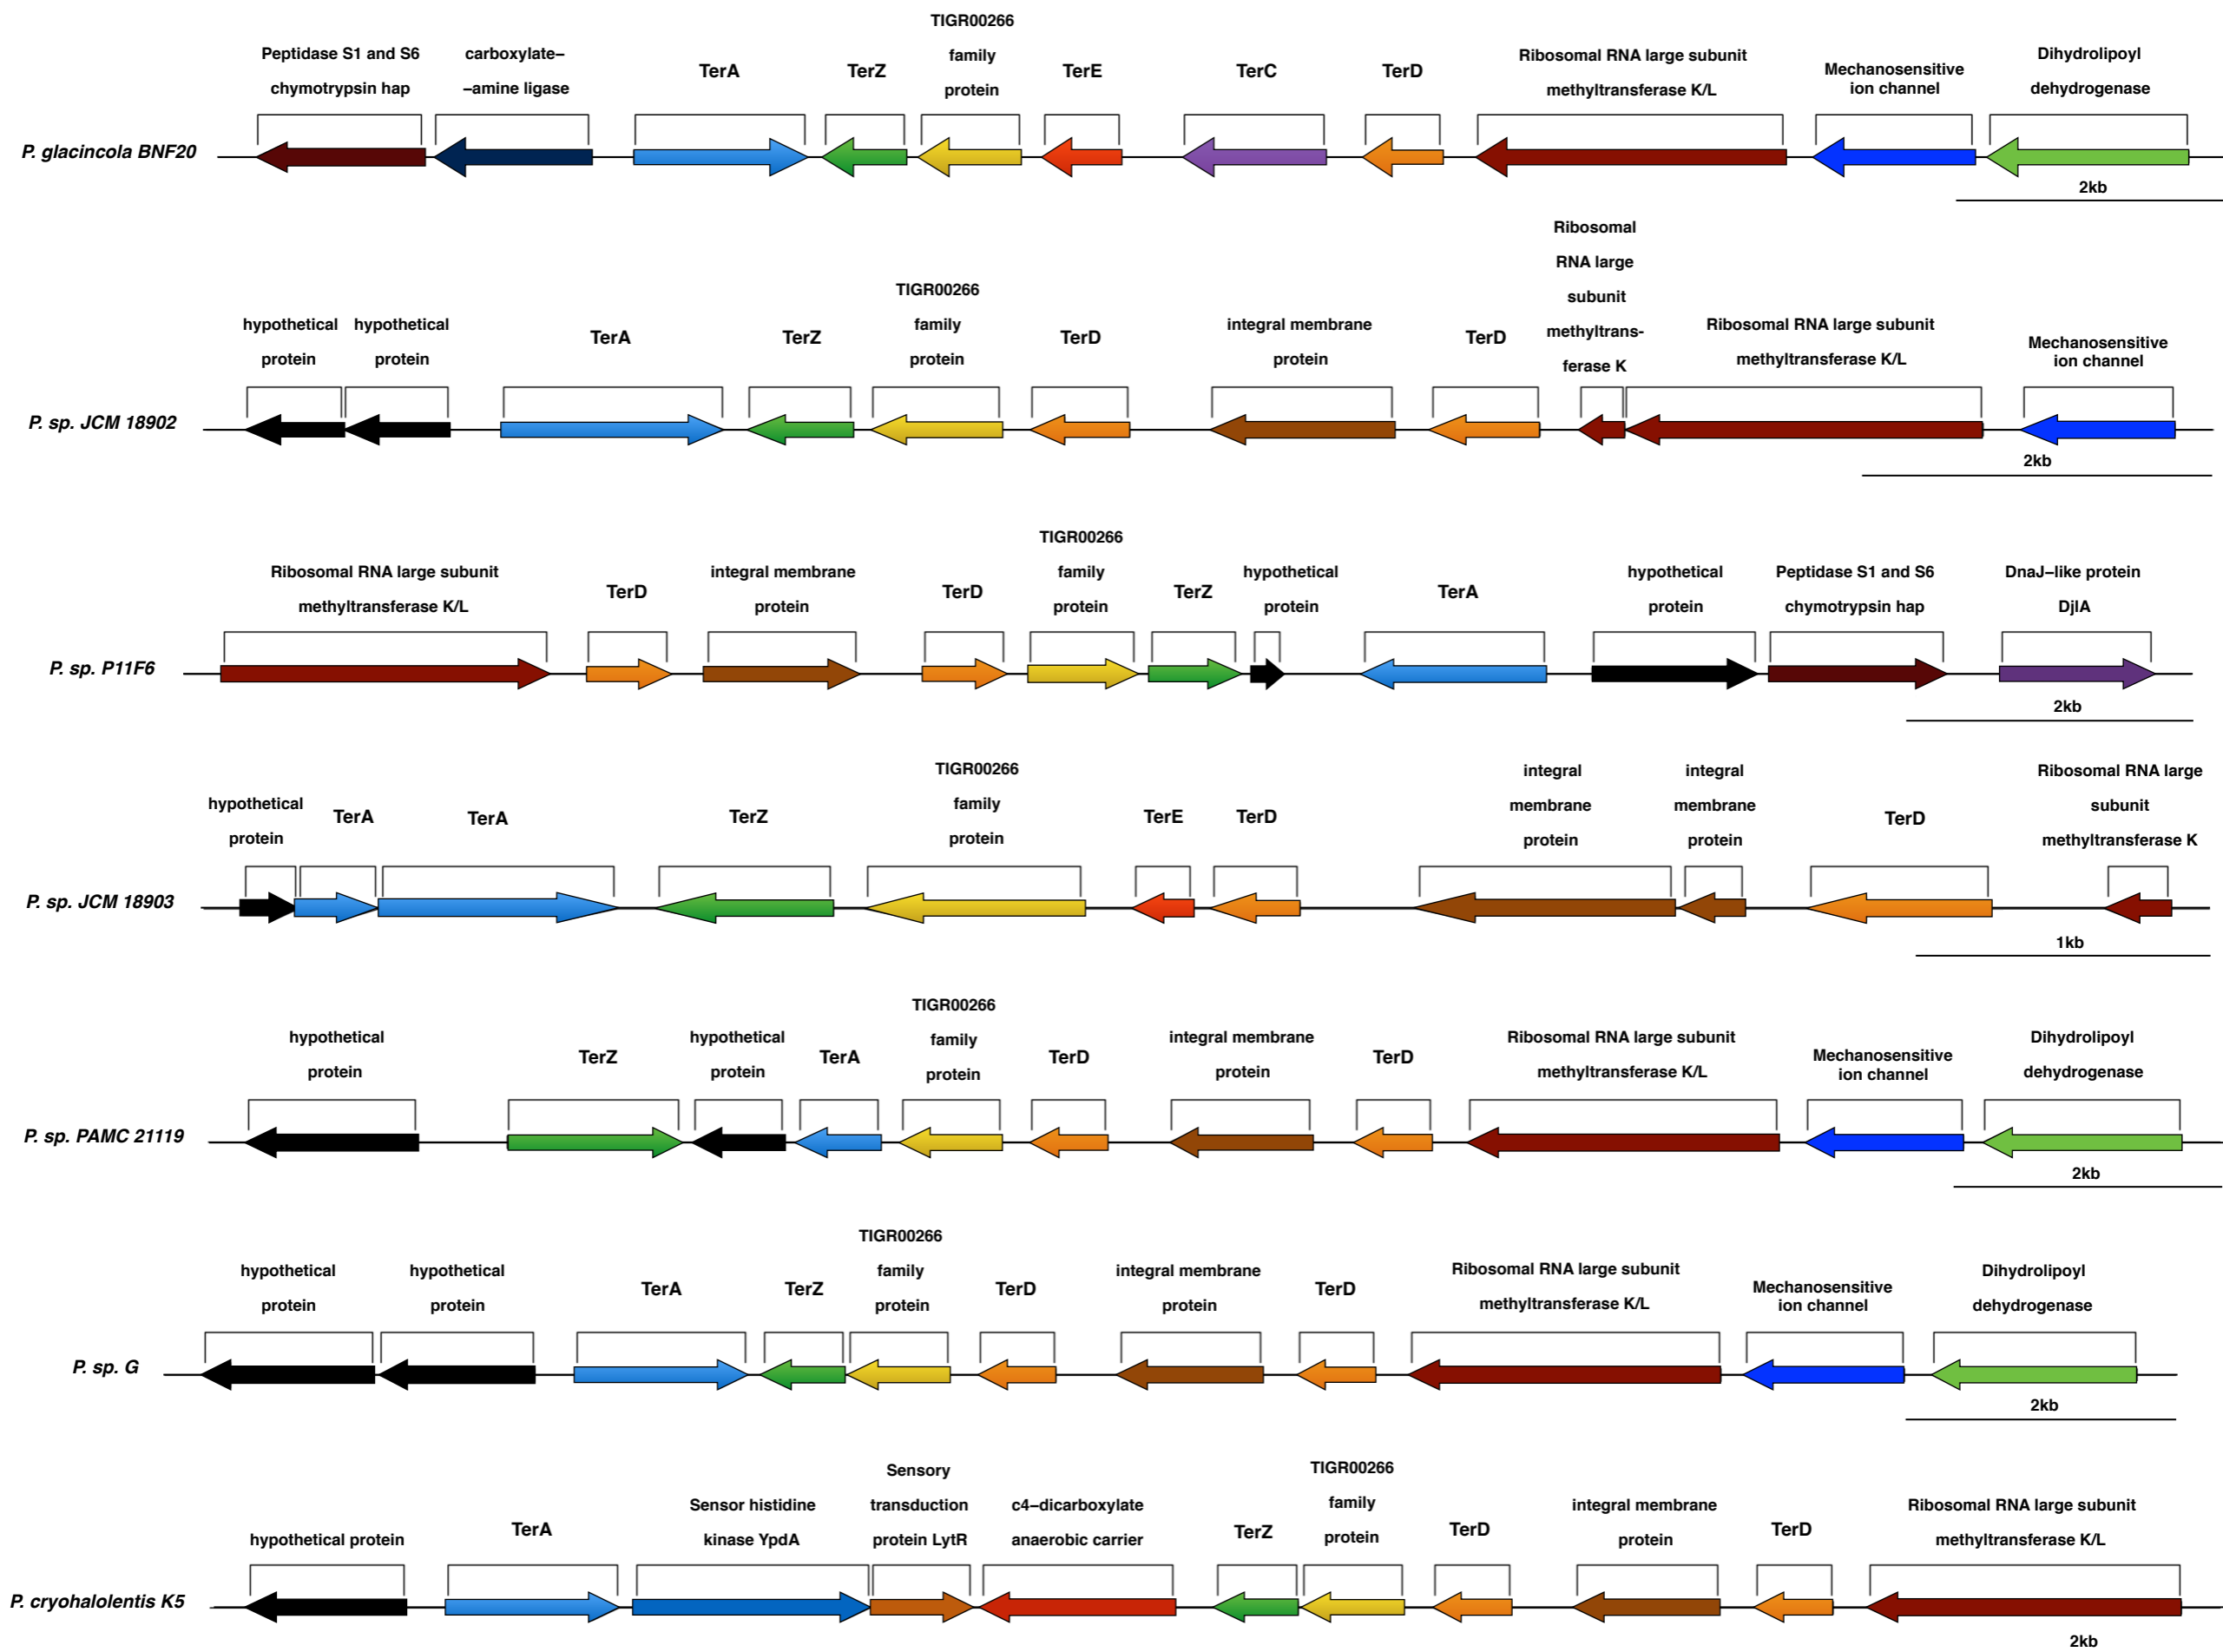 TIGR00266
Peptidase S1 and S6
carboxylate–
family
Ribosomal RNA large subunit
Dihydrolipoyl
chymotrypsin hap
–amine ligase
TerA
TerZ
protein
TerE
TerC
TerD
methyltransferase K/L
Mechanosensitive
ion channel
dehydrogenase
P. glacincola BNF20
2kb
Ribosomal
RNA large
subunit
methyltrans-
ferase K
TIGR00266
family
protein
hypothetical
protein
hypothetical
protein
TerA
TerZ
TerD
integral membrane
protein
TerD
Ribosomal RNA large subunit
methyltransferase K/L
Mechanosensitive
ion channel
P. sp. JCM 18902
2kb
TIGR00266
family
protein
Ribosomal RNA large subunit
methyltransferase K/L
TerD
integral membrane
protein
TerD
TerZ
hypothetical
protein
TerA
hypothetical
protein
Peptidase S1 and S6
chymotrypsin hap
DnaJ–like protein
DjlA
P. sp. P11F6
2kb
hypothetical
protein
TerA
TerA
TerZ
TIGR00266
family
protein
TerE
TerD
integral
membrane
protein
integral
membrane
protein
TerD
Ribosomal RNA large
subunit
methyltransferase K
P. sp. JCM 18903
1kb
hypothetical
protein
TerZ
hypothetical
protein
TerA
TIGR00266
family
protein
TerD
integral membrane
protein
TerD
Ribosomal RNA large subunit
methyltransferase K/L
Mechanosensitive
ion channel
Dihydrolipoyl
dehydrogenase
P. sp. PAMC 21119
2kb
hypothetical
protein
hypothetical
protein
TerA
TerZ
TIGR00266
family
protein
TerD
integral membrane
protein
TerD
Ribosomal RNA large subunit
methyltransferase K/L
Mechanosensitive
ion channel
Dihydrolipoyl
dehydrogenase
P. sp. G
2kb
hypothetical protein
TerA
Sensor histidine
kinase YpdA
Sensory
transduction
protein LytR
c4–dicarboxylate
anaerobic carrier
TerZ
TIGR00266
family
protein
TerD
integral membrane
protein
TerD
Ribosomal RNA large subunit
methyltransferase K/L
P. cryohalolentis K5
2kb